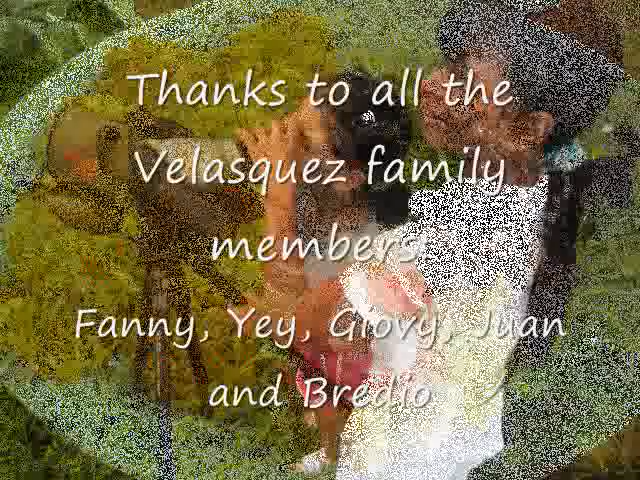 Thanks to all the
Velasquez family
members
Fanny, Yey, Giovy, Juan
and Bredio